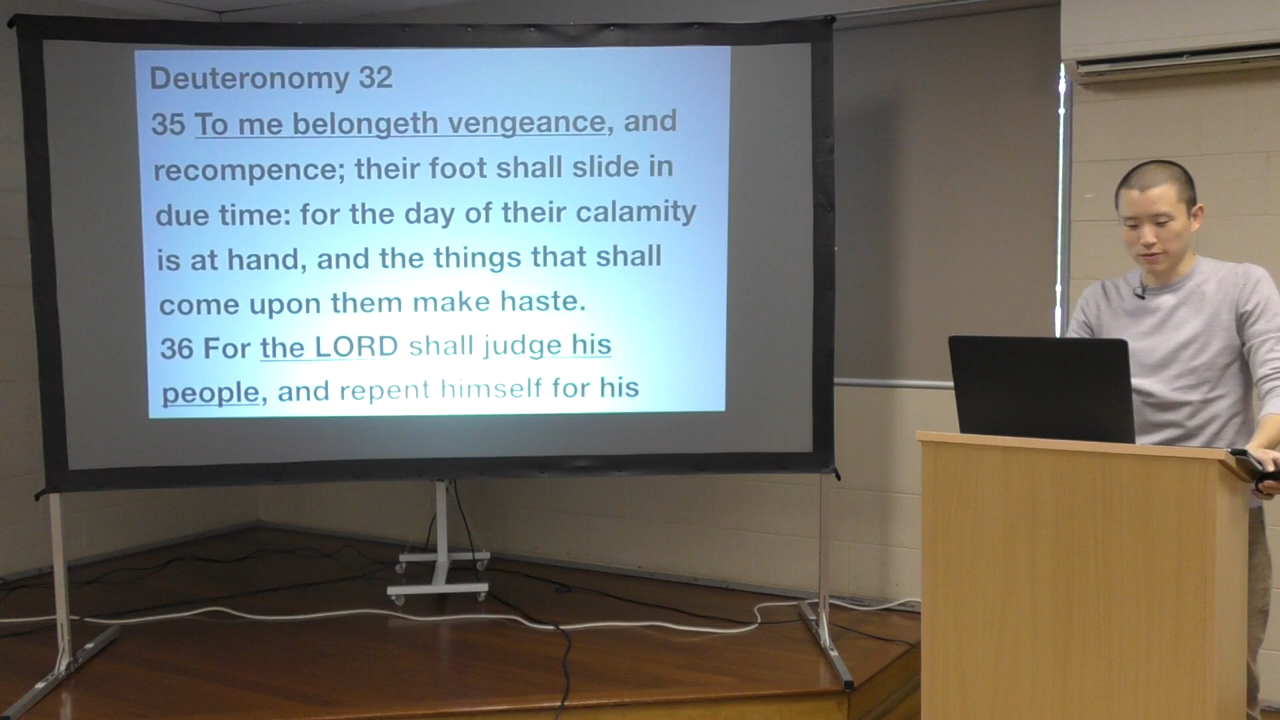 Deuteronomy 32
35 To me belongeth vengeance, and
recompence; their foot shall slide in
due time: for the day of their calamity
is at hand, and the things that shall
come upon them make haste.
36 For the LORD shall judge his
people, and repent himself for his